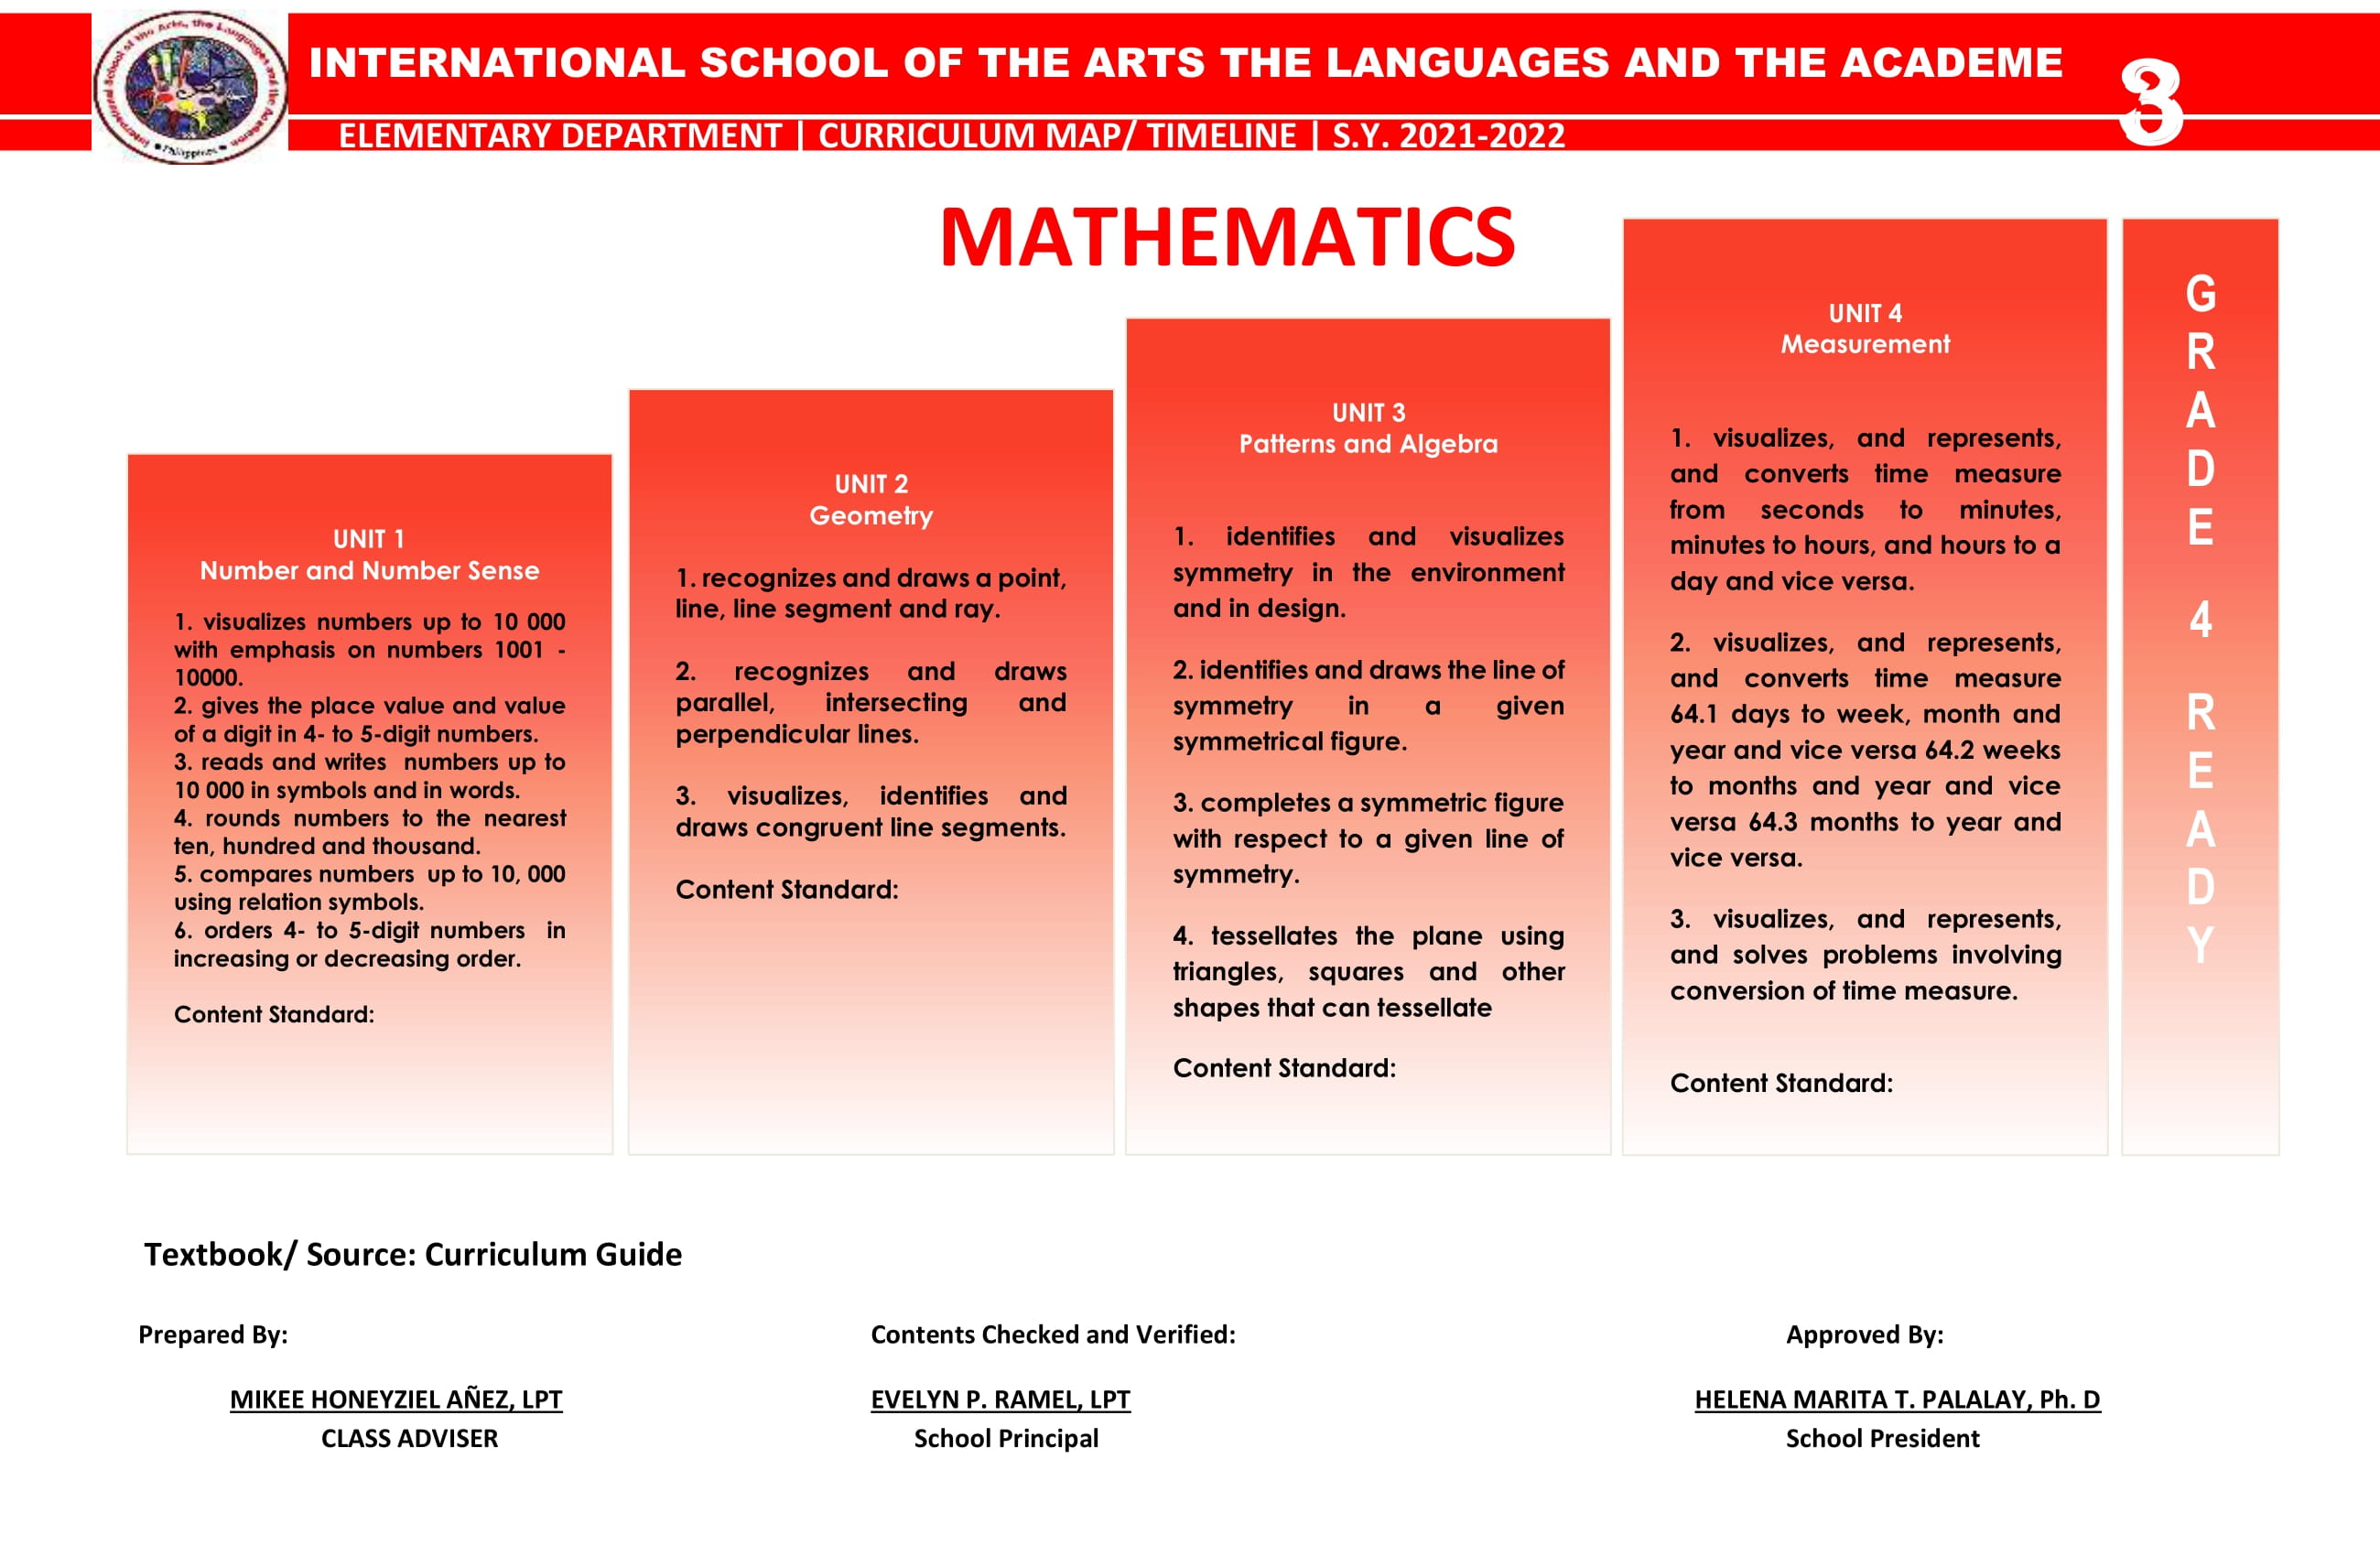 International School of the Arts, the Languages and the Academe
Philippines
INTERNATIONAL SCHOOL OF THE ARTS THE LANGUAGES AND THE ACADEME
3
ELEMENTARY DEPARTMENT | CURRICULUM MAP/ TIMELINE | S.Y. 2021-2022
MATHEMATICS
UNIT 1
Number and Number Sense
1. visualizes numbers up to 10 000
with emphasis on numbers 1001 -
10000.
2. gives the place value and value
of a digit in 4- to 5-digit numbers.
3. reads and writes numbers up to
10 000 in symbols and in words.
4. rounds numbers to the nearest
ten, hundred and thousand.
5. compares numbers up to 10, 000
using relation symbols.
6. orders 4- to 5-digit numbers in
increasing or decreasing order.
Content Standard:
UNIT 2
Geometry
1. recognizes and draws a point,
line, line segment and ray.
2. recognizes and draws
parallel, intersecting and
perpendicular lines.
3. visualizes, identifies and
draws congruent line segments.
Content Standard:
UNIT 3
Patterns and Algebra
1. identifies and visualizes
symmetry in the environment
and in design.
2. identifies and draws the line of
symmetry in a given
symmetrical figure.
3. completes a symmetric figure
with respect to a given line of
symmetry.
4. tessellates the plane using
triangles, squares and other
shapes that can tessellate
Content Standard:
UNIT 4
Measurement
1. visualizes, and represents,
and converts time measure
from seconds to minutes,
minutes to hours, and hours to a
day and vice versa.
2. visualizes, and represents,
and converts time measure
64.1 days to week, month and
year and vice versa 64.2 weeks
to months and year and vice
versa 64.3 months to year and
vice versa.
3. visualizes, and represents,
and solves problems involving
conversion of time measure.
Content Standard:
G
R
A
D
E
4
R
E
A
D
Y
Textbook/ Source: Curriculum Guide
Prepared By:
MIKEE HONEYZIEL AÑEZ, LPT
CLASS ADVISER
Contents Checked and Verified:
EVELYN P. RAMEL, LPT
School Principal
Approved By:
HELENA MARITA T. PALALAY, Ph. D
School President